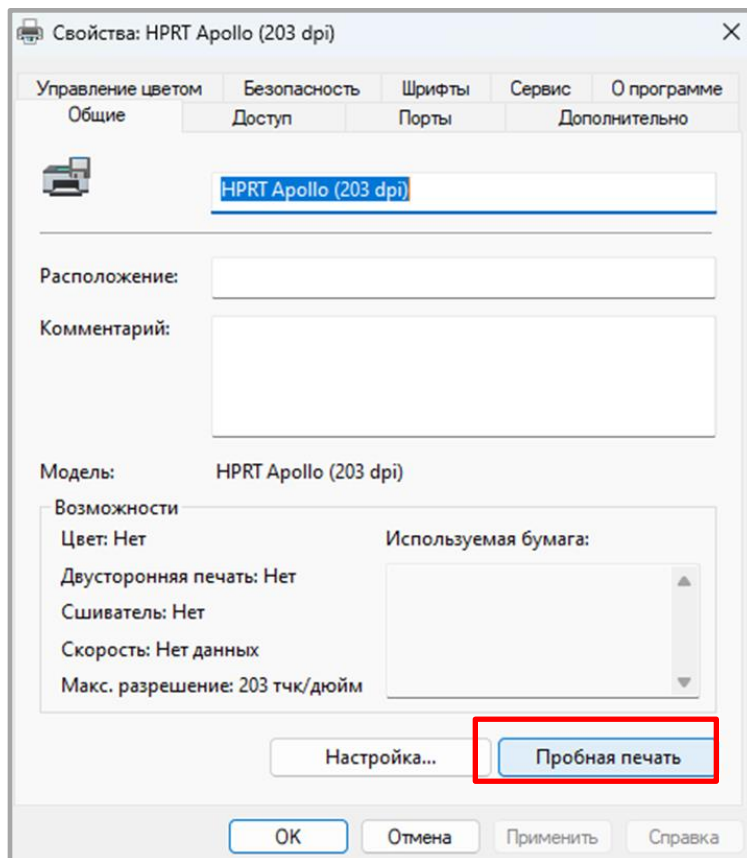 Свойства: HPRT Apollo (203 dpi)
Управление цветом Безопасность Шрифты Сервис О программе
Общие Доступ Порты Дополнительно
HPRT Apollo (203 dpi)
Расположение:
Комментарий:
Модель: HPRT Apollo (203 dpi)
Возможности
Цвет: Нет Используемая бумага:
Двусторонняя печать: Нет
Сшиватель: Нет
Скорость: Нет данных
Макс. разрешение: 203 тчк/дюйм
Настройка... Пробная печать
ОК Отмена Применить Справка